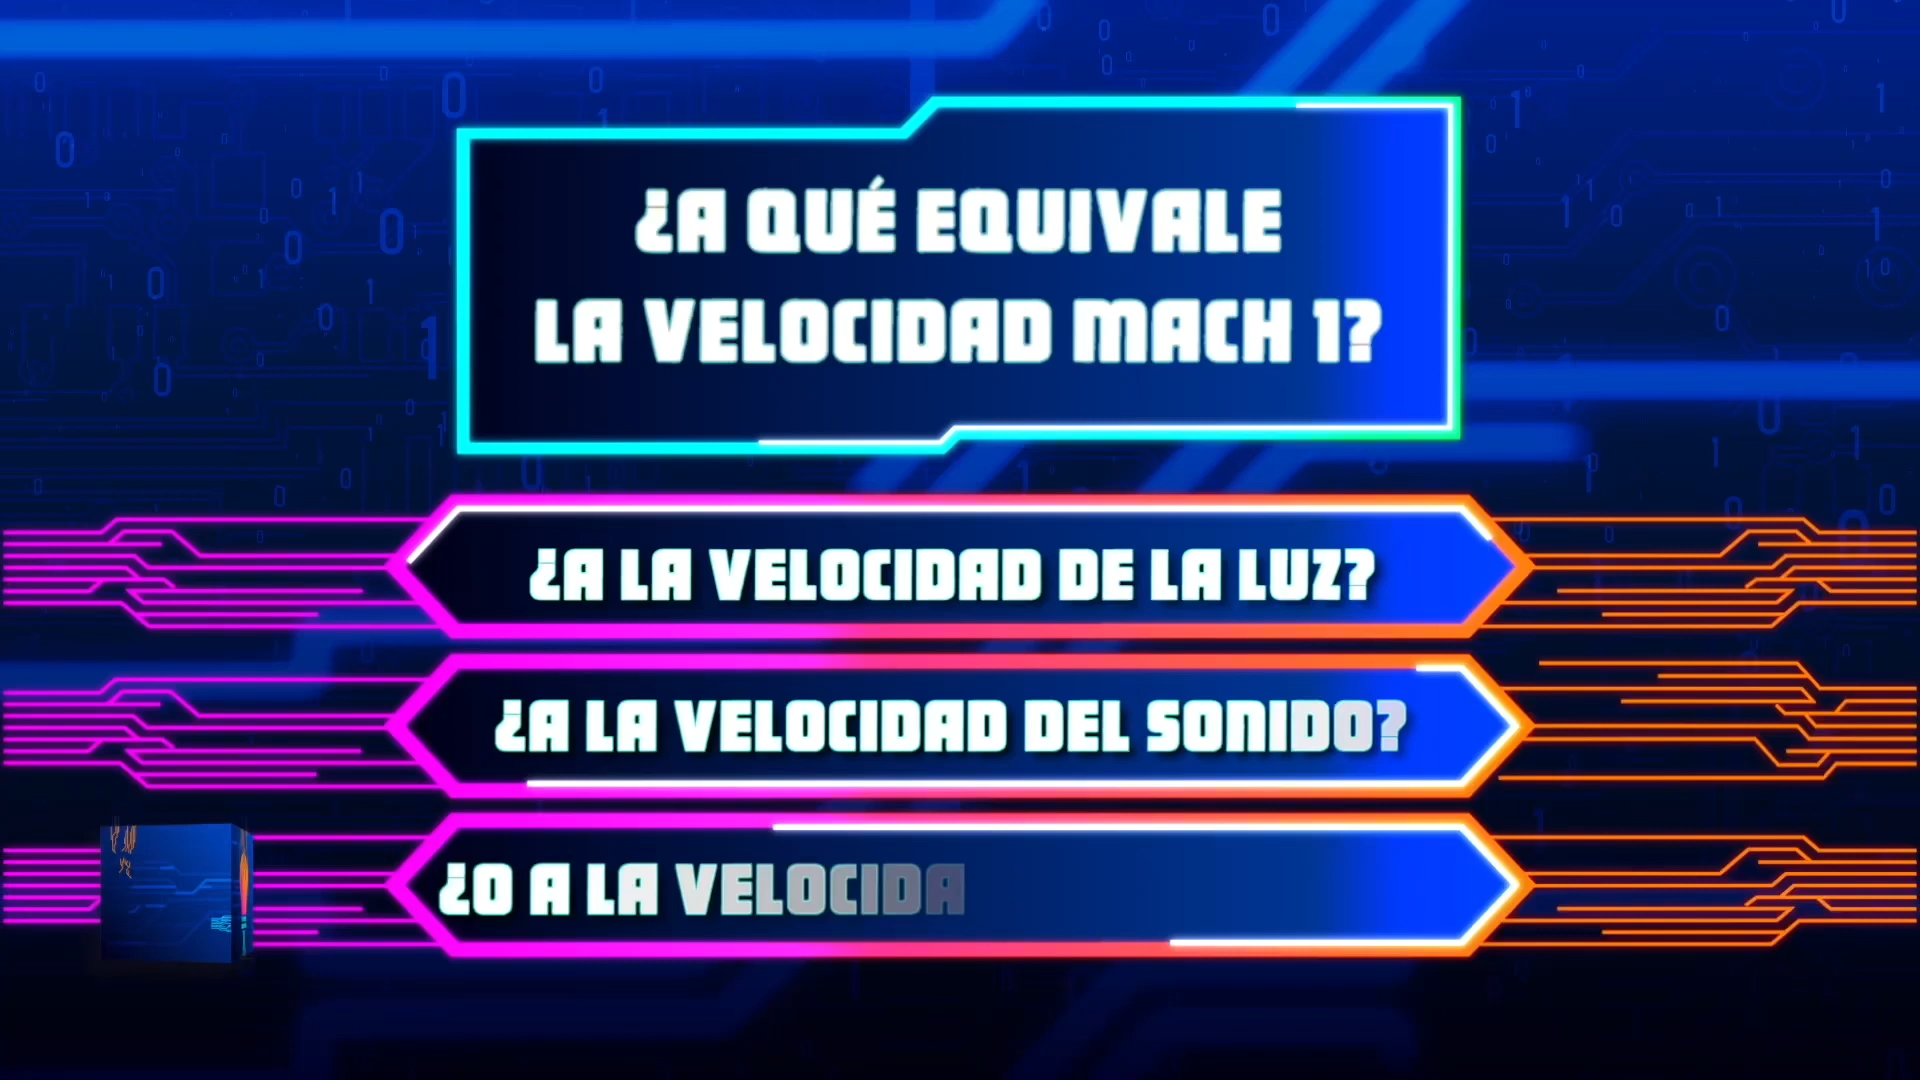 ¿A QUÉ EQUIVALE
LA VELOCIDAD MACH 1?
¿A LA VELOCIDAD DE LA LUZ?
¿A LA VELOCIDAD DEL SONIDO?
¿O A LA VELOCIDA